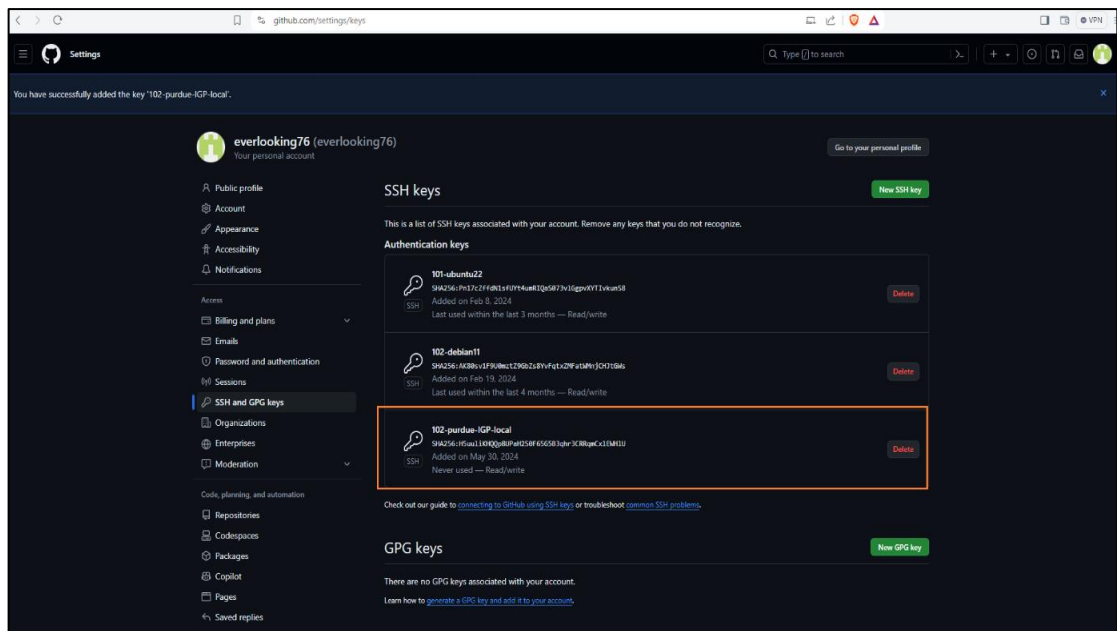 github.com/settings/keys
VPN
Settings
Type / to search
You have successfully added the key '102-purdue-IGP-local'.
everlooking76 (everlooking76)
Your personal account
Go to your personal profile
Public profile
Account
Appearance
Accessibility
Notifications
Access
Billing and plans
Emails
Password and authentication
Sessions
SSH and GPG keys
Organizations
Enterprises
Moderation
Code, planning, and automation
Repositories
Codespaces
Packages
Copilot
Pages
Saved replies
SSH keys
New SSH key
This is a list of SSH keys associated with your account. Remove any keys that you do not recognize.
Authentication keys
101-ubuntu22
SSH
Added on Feb 8, 2024
Last used within the last 3 months — Read/write
Delete
102-debian11
SSH
Added on Feb 19, 2024
Last used within the last 4 months — Read/write
Delete
102-purdue-IGP-local
SSH
Added on May 30, 2024
Never used — Read/write
Delete
Check out our guide to connecting to GitHub using SSH keys or troubleshoot common SSH problems.
GPG keys
New GPG key
There are no GPG keys associated with your account.
Learn how to generate a GPG key and add it to your account.